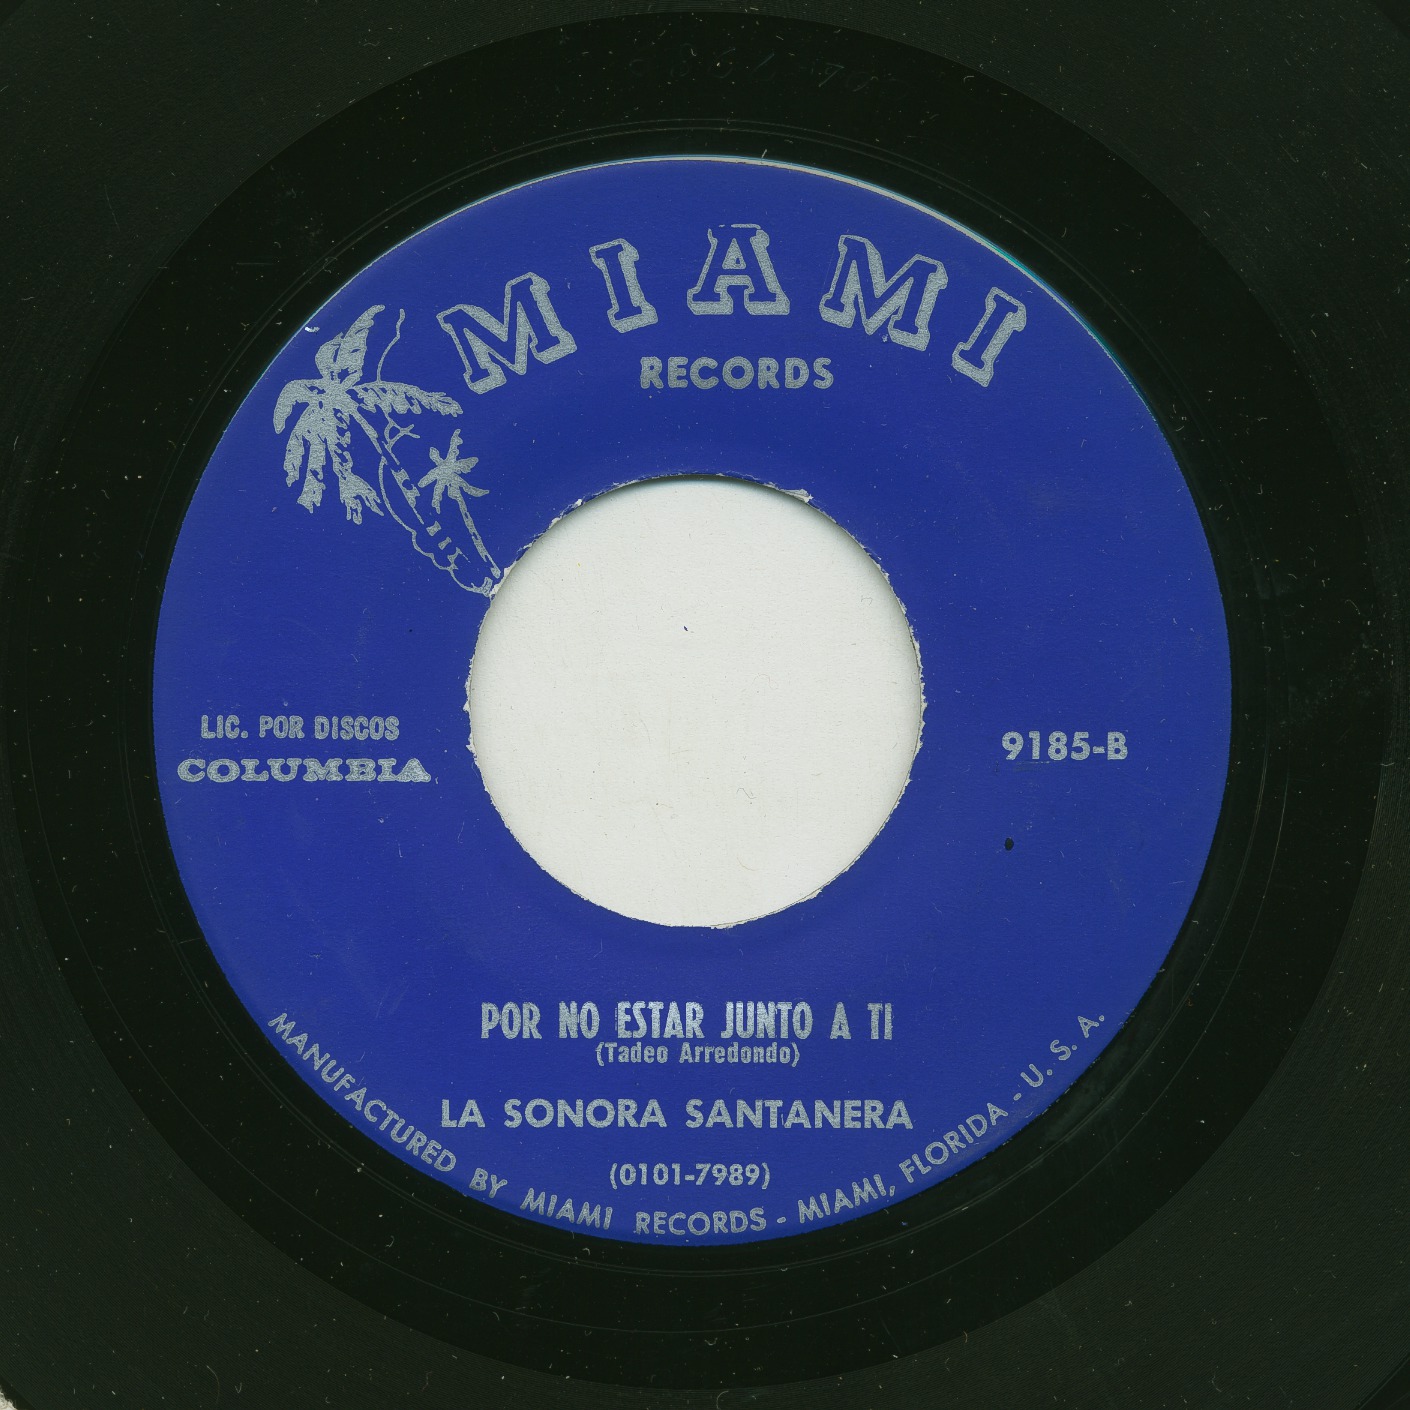 MIAMI
RECORDS
LIC. POR DISCOS
COLUMBIA
9185-B
POR NO ESTAR JUNTO A TI
(Tadeo Arredondo)
LA SONORA SANTANERA
(0101-7989)
MANUFACTURED BY MIAMI RECORDS - MIAMI, FLORIDA - U. S. A.